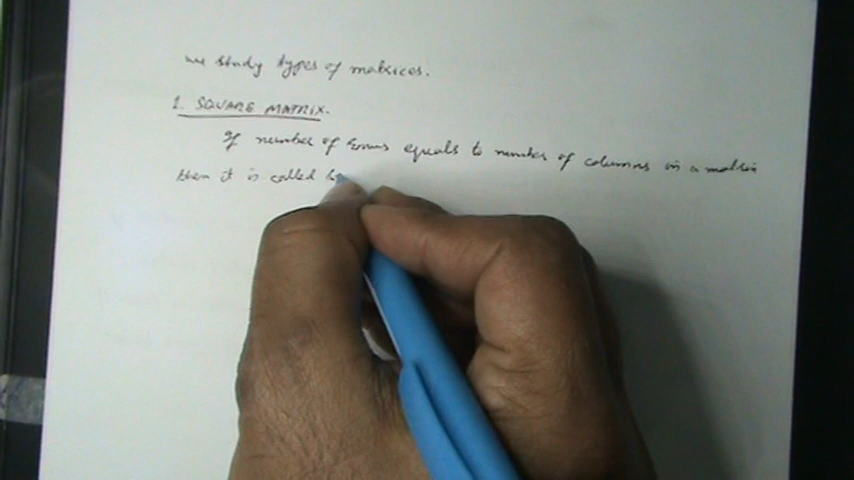 we study types of matrices.
1. SQUARE MATRIX.
If number of rows equals to number of columns in a matrix
then it is called